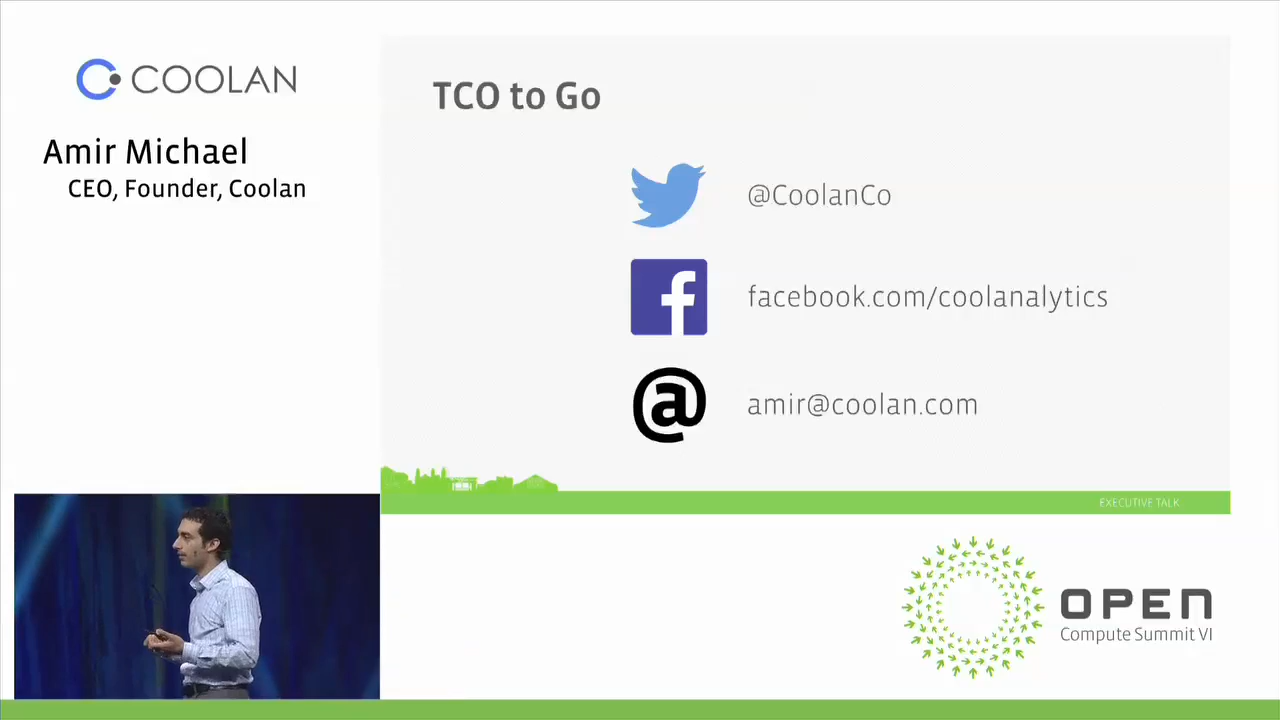 COOLAN
Amir Michael
CEO, Founder, Coolan
TCO to Go
@CoolanCo
facebook.com/coolanalytics
@
amir@coolan.com
EXECUTIVE TALK
OPEN
Compute Summit VI